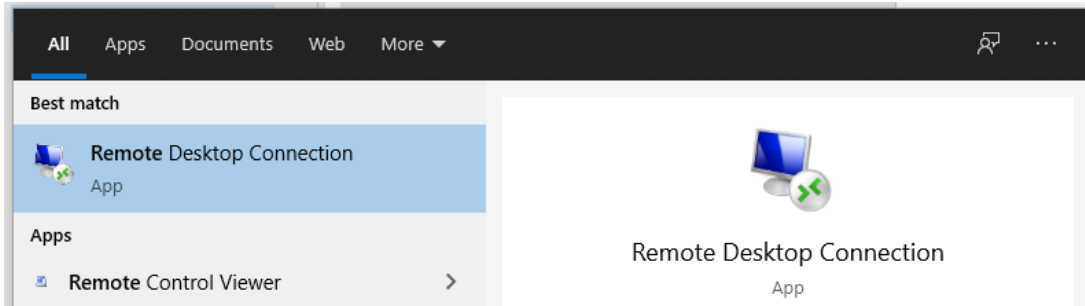 All Apps Documents Web More
Best match
Remote Desktop Connection
App
Apps
Remote Control Viewer
Remote Desktop Connection
App